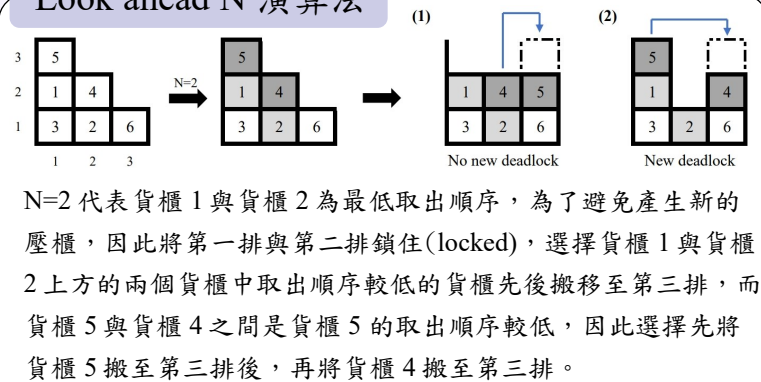 Look ahead N 演算法
(1)
(2)
3 5 5 5
2 1 4 N=2 1 4 1 4 5 1 4
1 3 2 6 3 2 6 3 2 6 3 2 6
1 2 3 No new deadlock New deadlock
N=2 代表貨櫃 1 與貨櫃 2 為最低取出順序，為了避免產生新的
壓櫃，因此將第一排與第二排鎖住(locked)，選擇貨櫃 1 與貨櫃
2 上方的兩個貨櫃中取出順序較低的貨櫃先後搬移至第三排，而
貨櫃 5 與貨櫃 4 之間是貨櫃 5 的取出順序較低，因此選擇先將
貨櫃 5 搬至第三排後，再將貨櫃 4 搬至第三排。